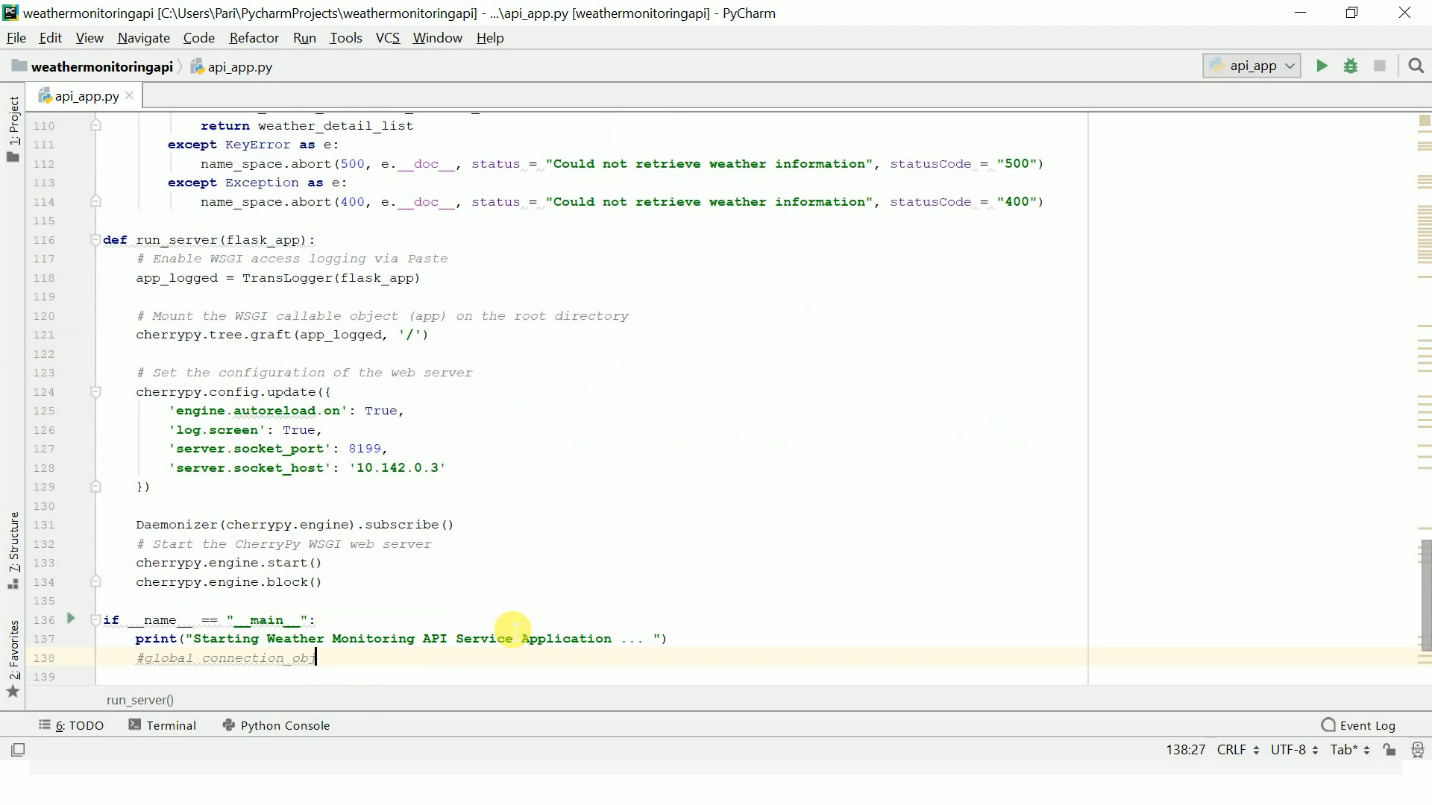 weathermonitoringapi [C:\Users\Pari\PycharmProjects\weathermonitoringapi] - ...\api_app.py [weathermonitoringapi] - PyCharm
File Edit View Navigate Code Refactor Run Tools VCS Window Help
weathermonitoringapi api_app.py api_app
api_app.py
1: Project
7: Structure
2: Favorites
110 return weather_detail_list
111 except KeyError as e:
112 name_space.abort(500, e.__doc__, status = "Could not retrieve weather information", statusCode = "500")
113 except Exception as e:
114 name_space.abort(400, e.__doc__, status = "Could not retrieve weather information", statusCode = "400")
115
116 def run_server(flask_app):
117 # Enable WSGI access logging via Paste
118 app_logged = TransLogger(flask_app)
119
120 # Mount the WSGI callable object (app) on the root directory
121 cherrypy.tree.graft(app_logged, '/')
122
123 # Set the configuration of the web server
124 cherrypy.config.update({
125 'engine.autoreload.on': True,
126 'log.screen': True,
127 'server.socket_port': 8199,
128 'server.socket_host': '10.142.0.3'
129 })
130
131 Daemonizer(cherrypy.engine).subscribe()
132 # Start the CherryPy WSGI web server
133 cherrypy.engine.start()
134 cherrypy.engine.block()
135
136 if __name__ == "__main__":
137 print("Starting Weather Monitoring API Service Application ... ")
138 #global connection_obj
139
run_server()
6: TODO Terminal Python Console Event Log
138:27 CRLF UTF-8 Tab*